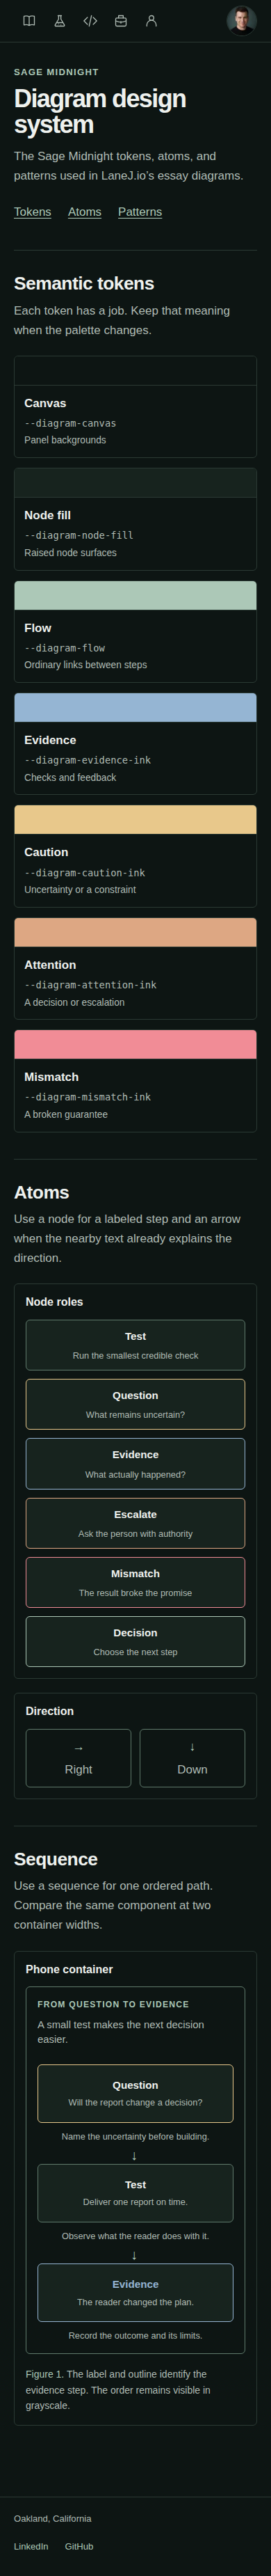 SAGE MIDNIGHT
Diagram design
system
The Sage Midnight tokens, atoms, and
patterns used in LaneJ.io’s essay diagrams.
Tokens Atoms Patterns
Semantic tokens
Each token has a job. Keep that meaning
when the palette changes.
Canvas
--diagram-canvas
Panel backgrounds
Node fill
--diagram-node-fill
Raised node surfaces
Flow
--diagram-flow
Ordinary links between steps
Evidence
--diagram-evidence-ink
Checks and feedback
Caution
--diagram-caution-ink
Uncertainty or a constraint
Attention
--diagram-attention-ink
A decision or escalation
Mismatch
--diagram-mismatch-ink
A broken guarantee
Atoms
Use a node for a labeled step and an arrow
when the nearby text already explains the
direction.
Node roles
Test
Run the smallest credible check
Question
What remains uncertain?
Evidence
What actually happened?
Escalate
Ask the person with authority
Mismatch
The result broke the promise
Decision
Choose the next step
Direction
→ ↓
Right Down
Sequence
Use a sequence for one ordered path.
Compare the same component at two
container widths.
Phone container
FROM QUESTION TO EVIDENCE
A small test makes the next decision
easier.
Question
Will the report change a decision?
Name the uncertainty before building.
↓
Test
Deliver one report on time.
Observe what the reader does with it.
↓
Evidence
The reader changed the plan.
Record the outcome and its limits.
Figure 1. The label and outline identify the
evidence step. The order remains visible in
grayscale.
Oakland, California
LinkedIn GitHub